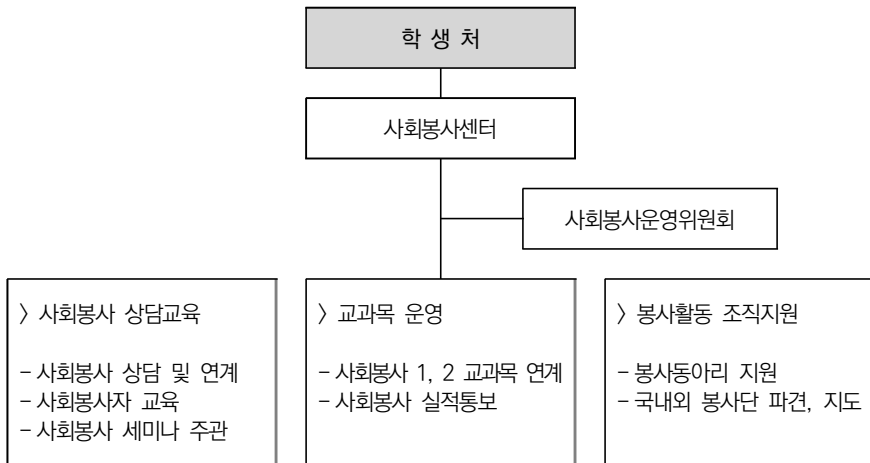 학 생 처
사회봉사센터
사회봉사운영위원회
〉 사회봉사 상담교육
- 사회봉사 상담 및 연계
- 사회봉사자 교육
- 사회봉사 세미나 주관
〉 교과목 운영
- 사회봉사 1, 2 교과목 연계
- 사회봉사 실적통보
〉 봉사활동 조직지원
- 봉사동아리 지원
- 국내외 봉사단 파견, 지도